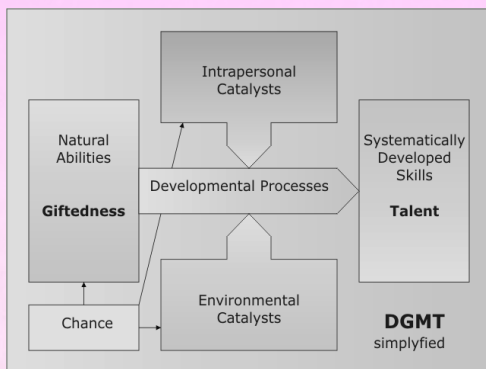 Intrapersonal
Catalysts
Natural
Abilities
Giftedness
Developmental Processes
Systematically
Developed
Skills
Talent
Environmental
Catalysts
Chance
DGMT
simplyfied